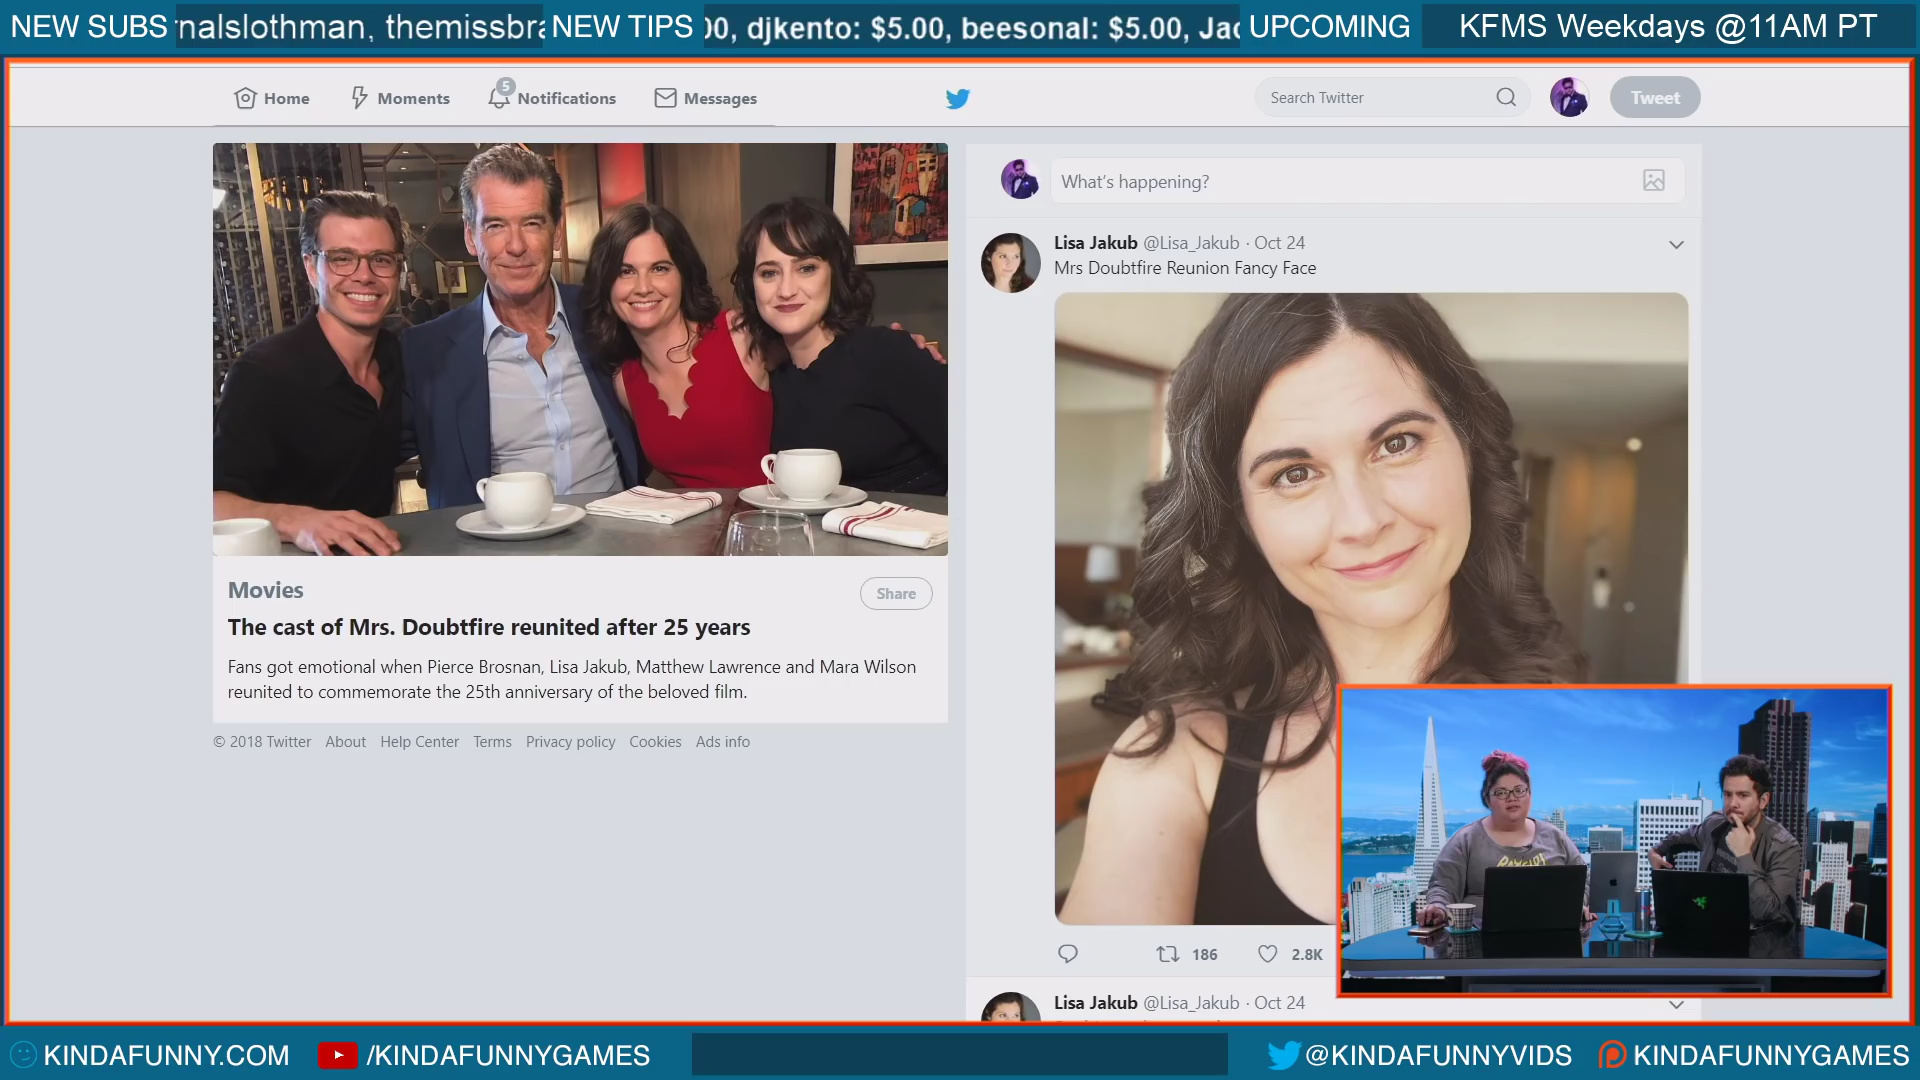 NEW SUBS
rnalslothman, themissbra
NEW TIPS
00, djkento: $5.00, beesonal: $5.00, Jac
UPCOMING
KFMS Weekdays @11AM PT
Home
Moments
5
Notifications
Messages
Search Twitter
Tweet
What's happening?
Lisa Jakub @Lisa_Jakub · Oct 24
Mrs Doubtfire Reunion Fancy Face
Movies
Share
The cast of Mrs. Doubtfire reunited after 25 years
Fans got emotional when Pierce Brosnan, Lisa Jakub, Matthew Lawrence and Mara Wilson
reunited to commemorate the 25th anniversary of the beloved film.
© 2018 Twitter About Help Center Terms Privacy policy Cookies Ads info
186
2.8K
Lisa Jakub @Lisa_Jakub · Oct 24
KINDAFUNNY.COM
/KINDAFUNNYGAMES
@KINDAFUNNYVIDS
KINDAFUNNYGAMES